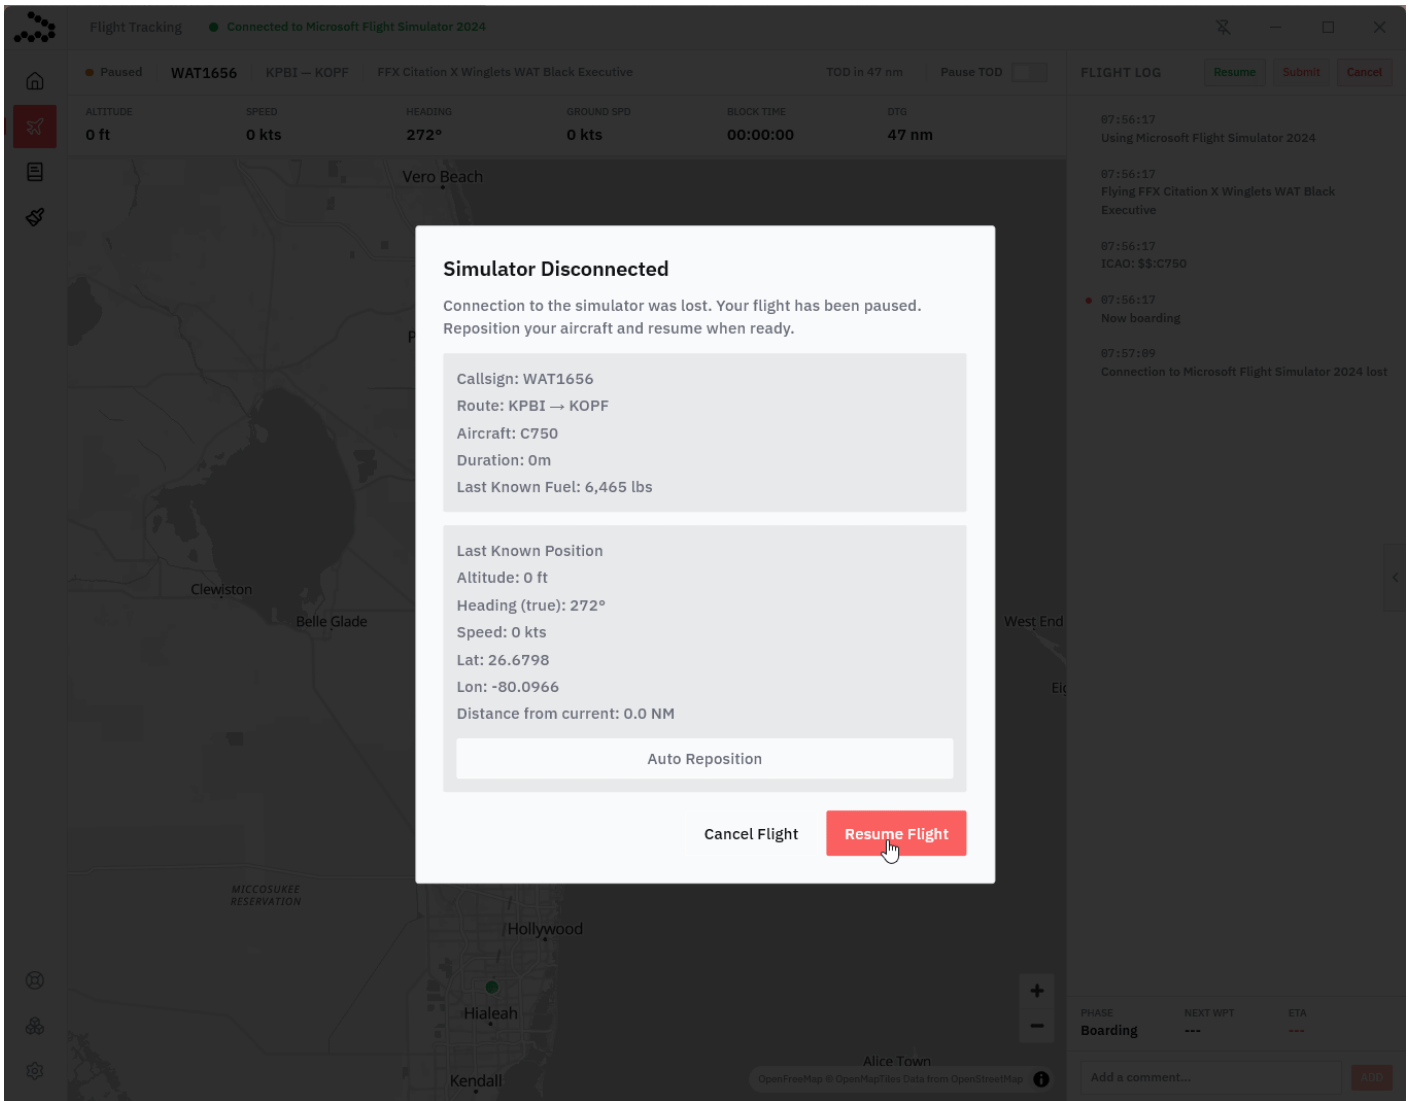 Flight Tracking
Connected to Microsoft Flight Simulator 2024
Paused
WAT1656
KPBI — KOPF
FFX Citation X Winglets WAT Black Executive
TOD in 47 nm
Pause TOD
ALTITUDE
0 ft
SPEED
0 kts
HEADING
272°
GROUND SPD
0 kts
BLOCK TIME
00:00:00
DTG
47 nm
FLIGHT LOG
Resume
Submit
Cancel
07:56:17
Using Microsoft Flight Simulator 2024
07:56:17
Flying FFX Citation X Winglets WAT Black
Executive
07:56:17
ICAO: $$:C750
07:56:17
Now boarding
07:57:09
Connection to Microsoft Flight Simulator 2024 lost
Vero Beach
P
Clewiston
Belle Glade
West End
Eig
MICCOSUKEE
RESERVATION
Hollywood
Hialeah
Kendall
Alice Town
Simulator Disconnected
Connection to the simulator was lost. Your flight has been paused.
Reposition your aircraft and resume when ready.
Callsign: WAT1656
Route: KPBI → KOPF
Aircraft: C750
Duration: 0m
Last Known Fuel: 6,465 lbs
Last Known Position
Altitude: 0 ft
Heading (true): 272°
Speed: 0 kts
Lat: 26.6798
Lon: -80.0966
Distance from current: 0.0 NM
Auto Reposition
Cancel Flight
Resume Flight
+
−
OpenFreeMap © OpenMapTiles Data from OpenStreetMap
PHASE
Boarding
NEXT WPT
---
ETA
---
Add a comment...
ADD